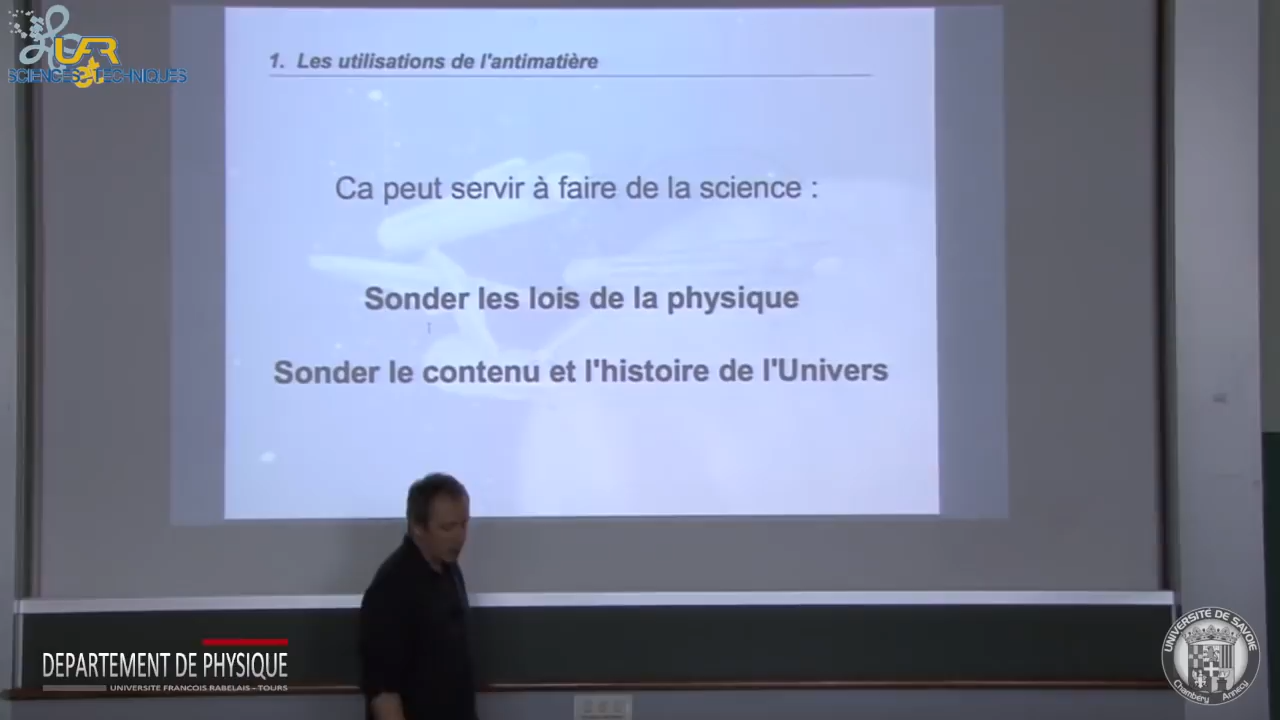 UFR
SCIENCES & TECHNIQUES
1. Les utilisations de l'antimatière
Ca peut servir à faire de la science :
Sonder les lois de la physique
Sonder le contenu et l'histoire de l'Univers
DEPARTEMENT DE PHYSIQUE
UNIVERSITE FRANCOIS RABELAIS - TOURS
UNIVERSITÉ DE SAVOIE
Chambéry Annecy